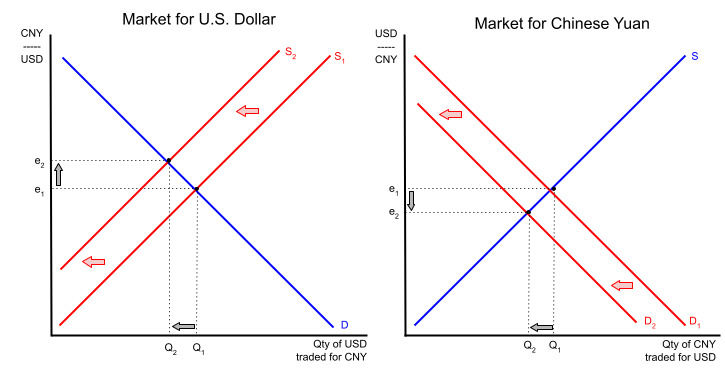 Market for U.S. Dollar
CNY
-----
USD
S2
S1
e2
e1
D
Q2 Q1
Qty of USD
traded for CNY
Market for Chinese Yuan
USD
-----
CNY
S
e1
e2
D2 D1
Q2 Q1
Qty of CNY
traded for USD